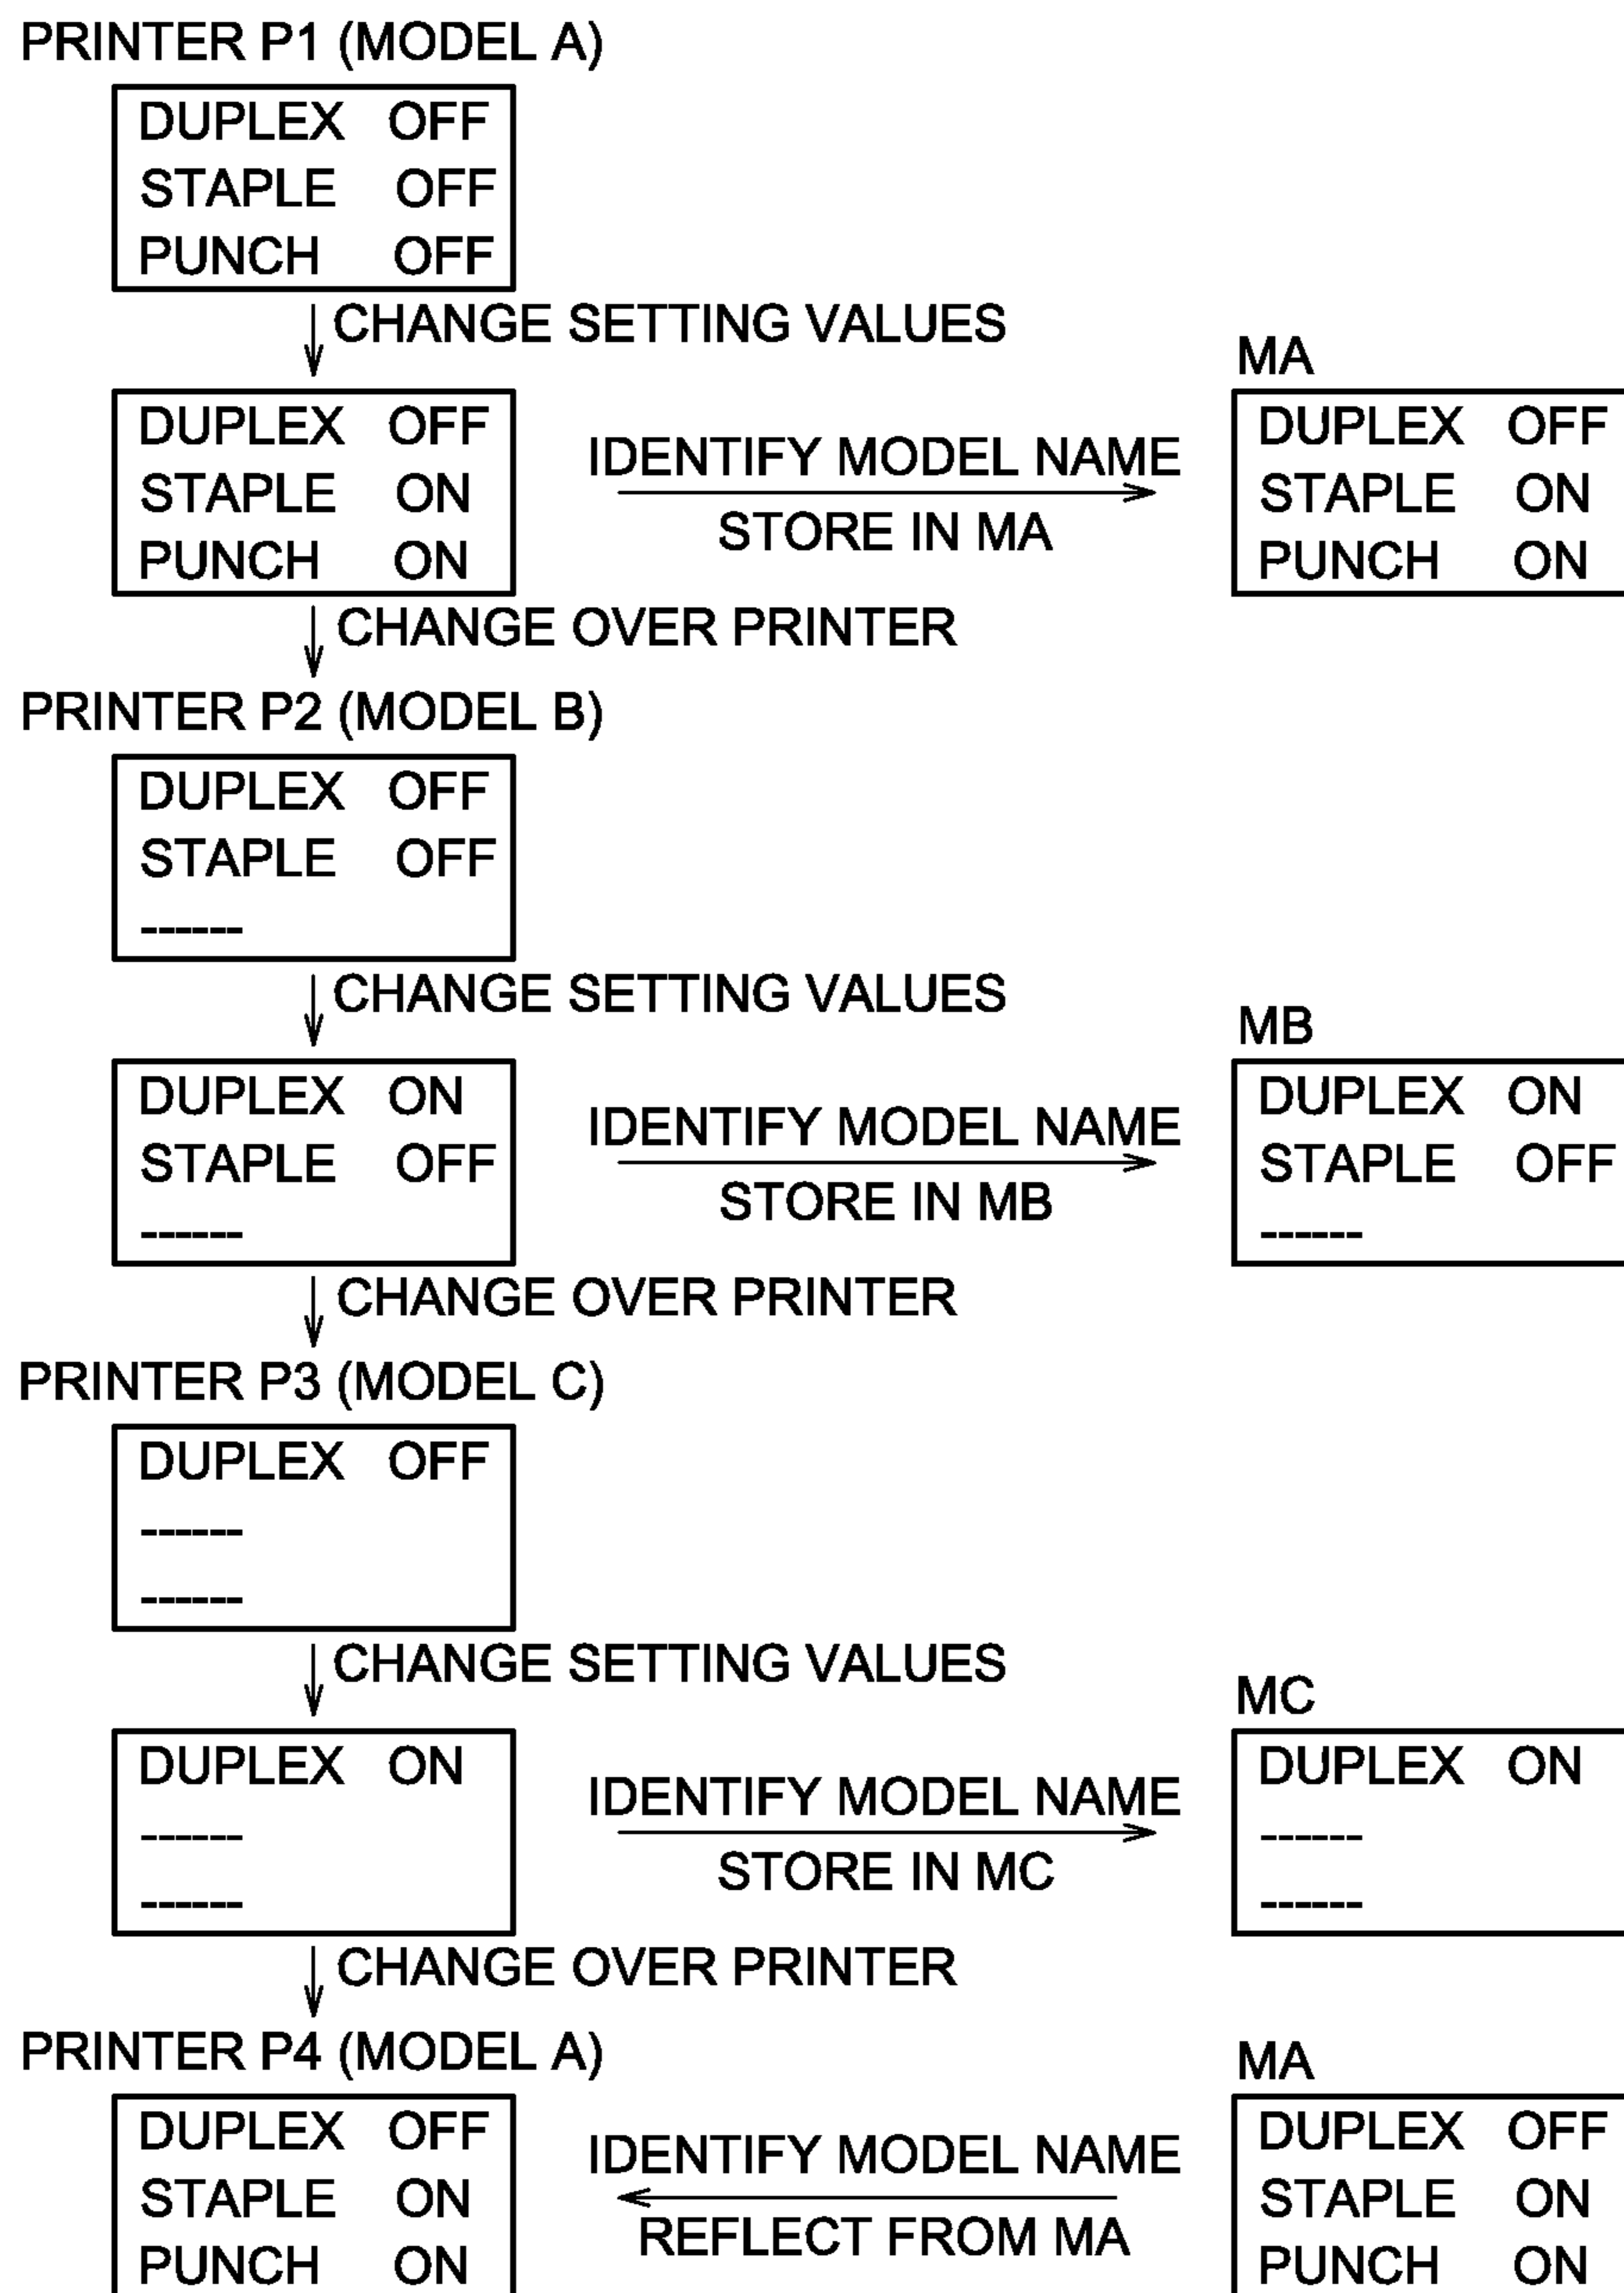 PRINTER P1 (MODEL A)
DUPLEX OFF
STAPLE OFF
PUNCH OFF
CHANGE SETTING VALUES
DUPLEX OFF
STAPLE ON
PUNCH ON
IDENTIFY MODEL NAME
STORE IN MA
MA
DUPLEX OFF
STAPLE ON
PUNCH ON
CHANGE OVER PRINTER
PRINTER P2 (MODEL B)
DUPLEX OFF
STAPLE OFF
------
CHANGE SETTING VALUES
DUPLEX ON
STAPLE OFF
------
IDENTIFY MODEL NAME
STORE IN MB
MB
DUPLEX ON
STAPLE OFF
------
CHANGE OVER PRINTER
PRINTER P3 (MODEL C)
DUPLEX OFF
------
------
CHANGE SETTING VALUES
DUPLEX ON
------
------
IDENTIFY MODEL NAME
STORE IN MC
MC
DUPLEX ON
------
------
CHANGE OVER PRINTER
PRINTER P4 (MODEL A)
DUPLEX OFF
STAPLE ON
PUNCH ON
IDENTIFY MODEL NAME
REFLECT FROM MA
MA
DUPLEX OFF
STAPLE ON
PUNCH ON